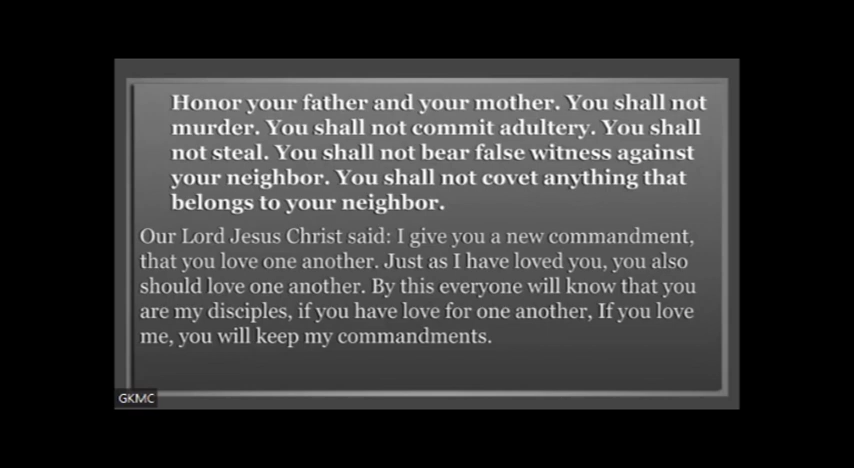 Honor your father and your mother. You shall not
murder. You shall not commit adultery. You shall
not steal. You shall not bear false witness against
your neighbor. You shall not covet anything that
belongs to your neighbor.
Our Lord Jesus Christ said: I give you a new commandment,
that you love one another. Just as I have loved you, you also
should love one another. By this everyone will know that you
are my disciples, if you have love for one another, If you love
me, you will keep my commandments.
GKMC